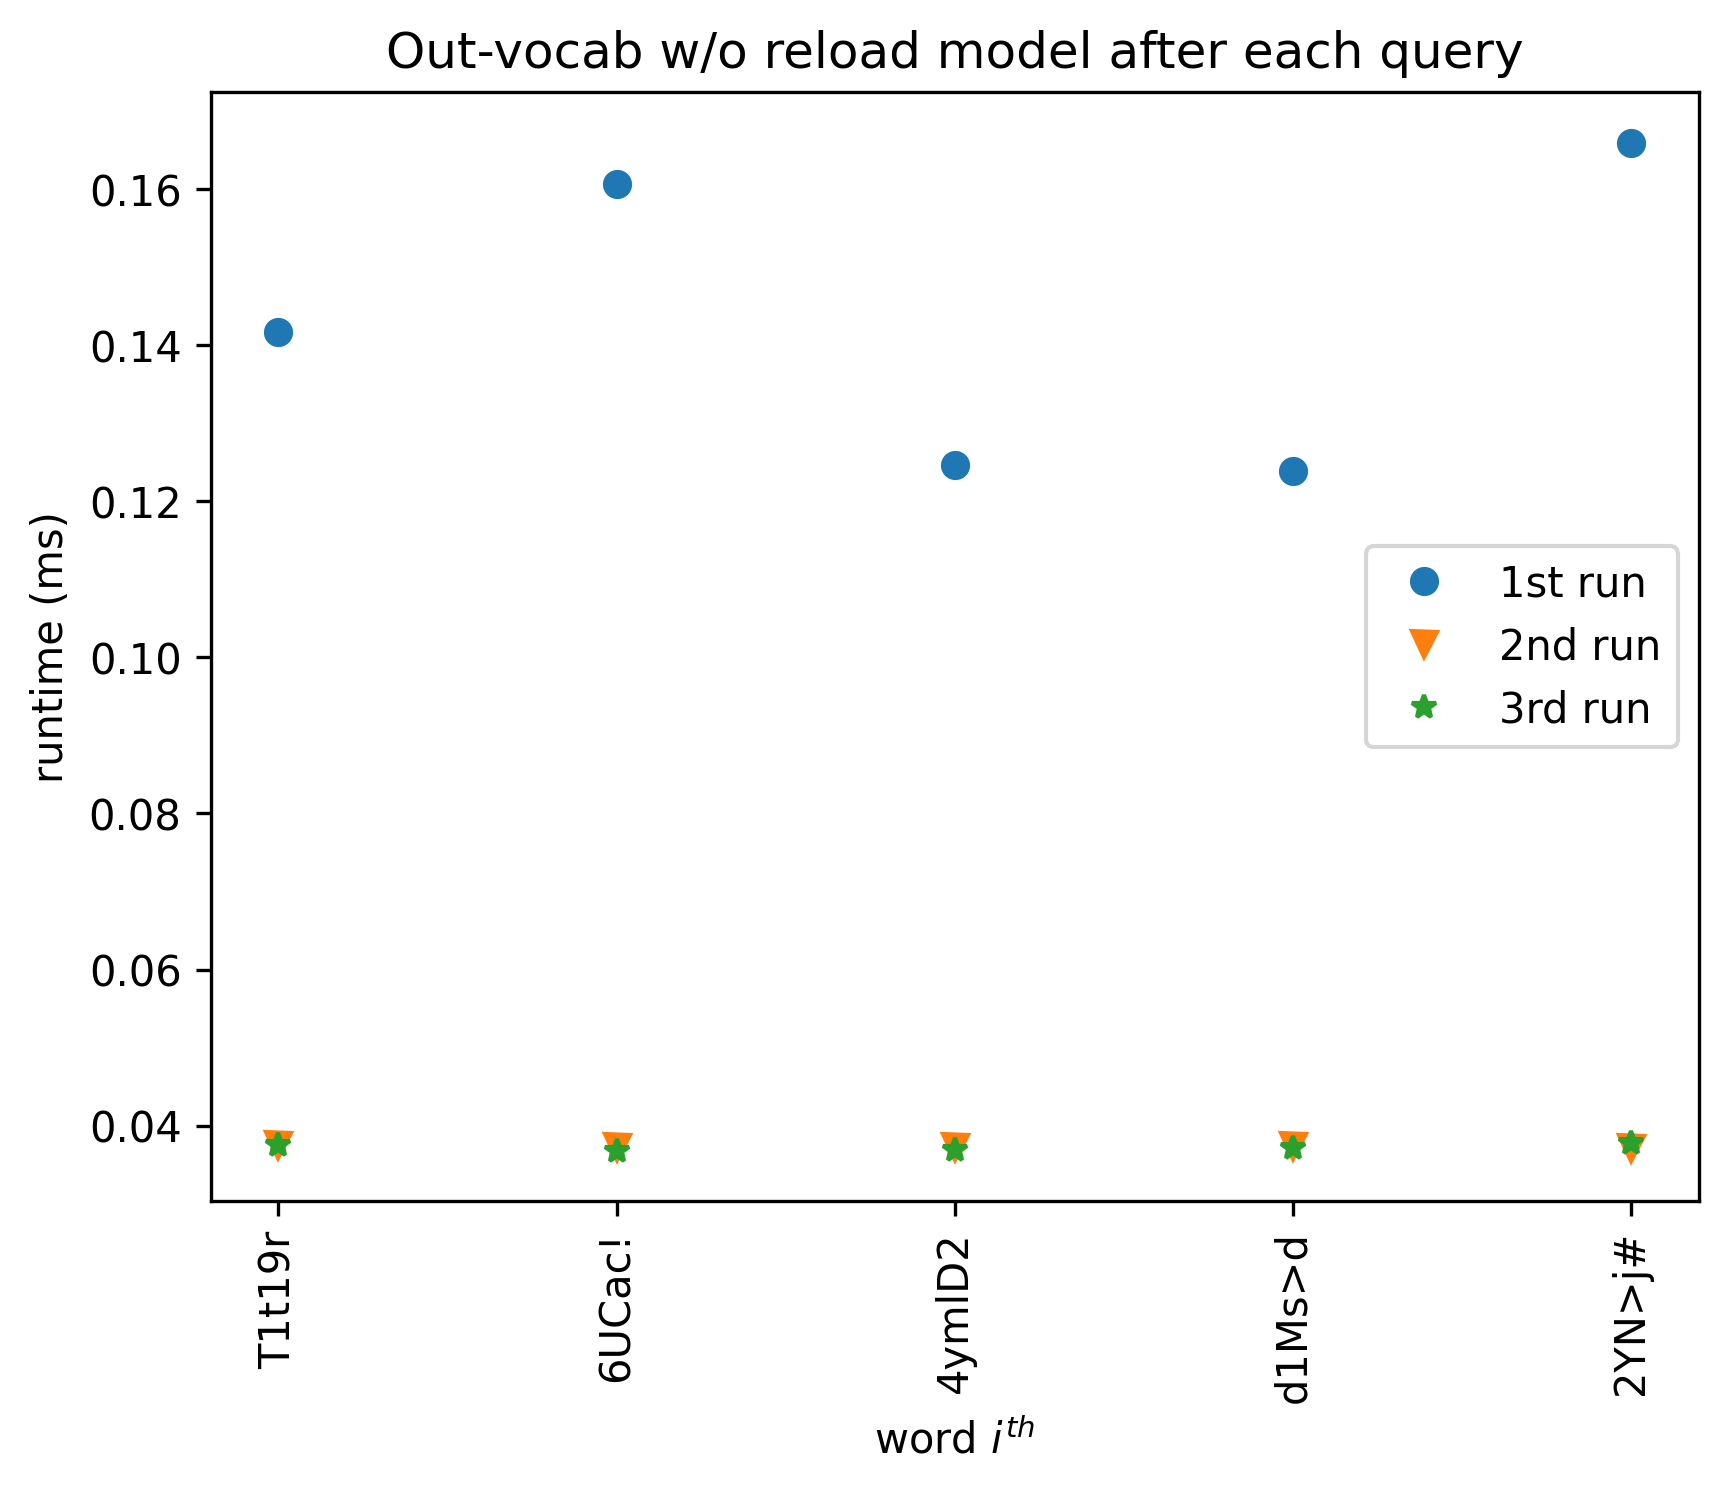 Out-vocab w/o reload model after each query
0.16
0.14
0.12
0.10
0.08
0.06
0.04
runtime (ms)
1st run
2nd run
3rd run
T1t19r
6UCac!
4ymlD2
d1Ms>d
2YN>j#
word i^th